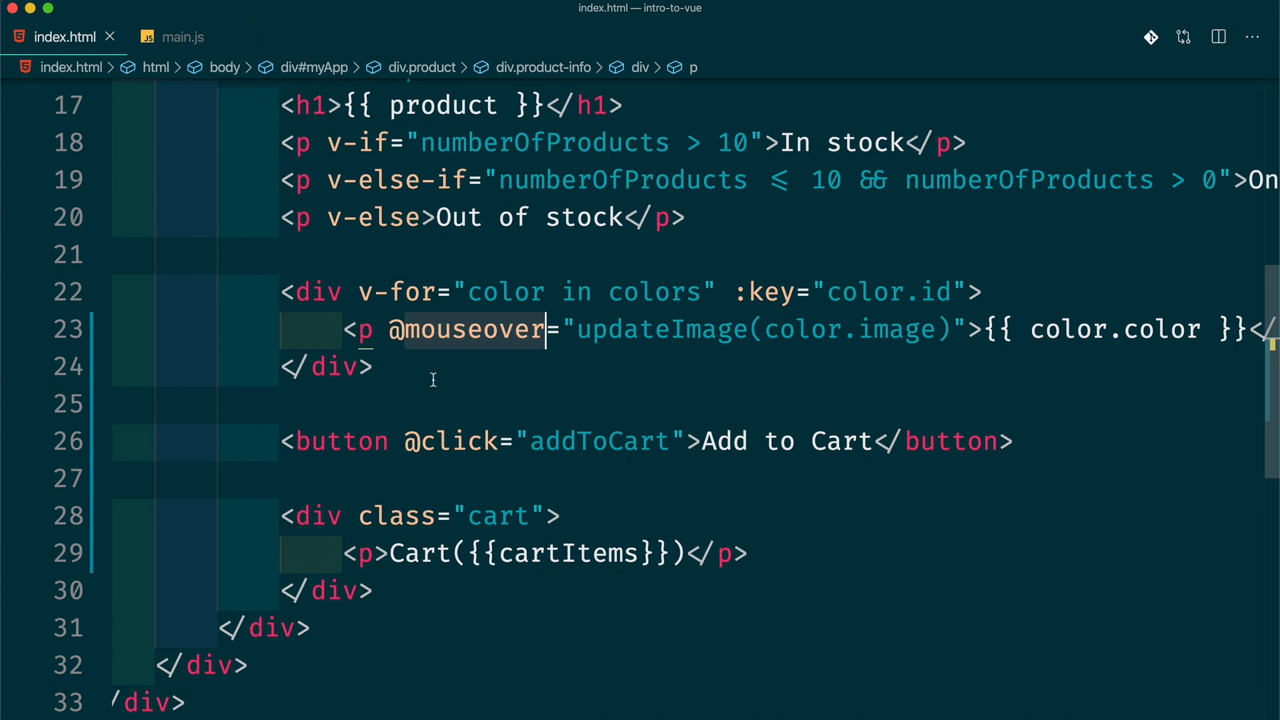 index.html — intro-to-vue
index.html main.js
index.html html body div#myApp div.product div.product-info div p
17 <h1>{{ product }}</h1>
18 <p v-if="numberOfProducts > 10">In stock</p>
19 <p v-else-if="numberOfProducts <= 10 && numberOfProducts > 0">On
20 <p v-else>Out of stock</p>
21
22 <div v-for="color in colors" :key="color.id">
23 <p @mouseover="updateImage(color.image)">{{ color.color }}</
24 </div>
25
26 <button @click="addToCart">Add to Cart</button>
27
28 <div class="cart">
29 <p>Cart({{cartItems}})</p>
30 </div>
31 </div>
32 </div>
33 /div>